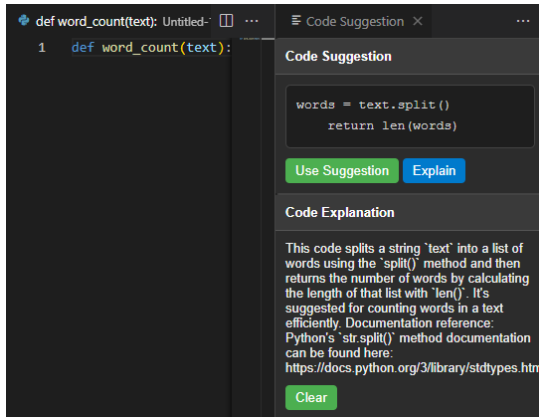 def word_count(text): Untitled-
1 def word_count(text):
Code Suggestion
Code Suggestion
words = text.split()
return len(words)
Use Suggestion Explain
Code Explanation
This code splits a string `text` into a list of
words using the `split()` method and then
returns the number of words by calculating
the length of that list with `len()`. It's
suggested for counting words in a text
efficiently. Documentation reference:
Python's `str.split()` method documentation
can be found here:
https://docs.python.org/3/library/stdtypes.htm
Clear